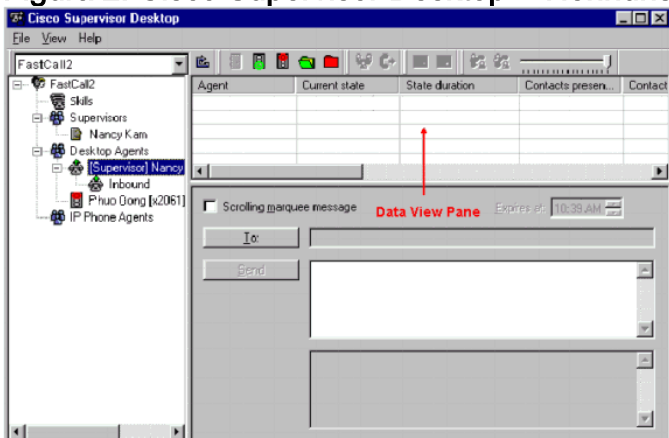 Cisco Supervisor Desktop
File View Help
FastCall2
FastCall2
Skills
Supervisors
Nancy Kam
Desktop Agents
[Supervisor] Nancy
Inbound
Phuo Dong [x2061]
IP Phone Agents
Agent Current state State duration Contacts presen... Contact
Scrolling marquee message Data View Pane Expires at: 10:39 AM
To:
Send